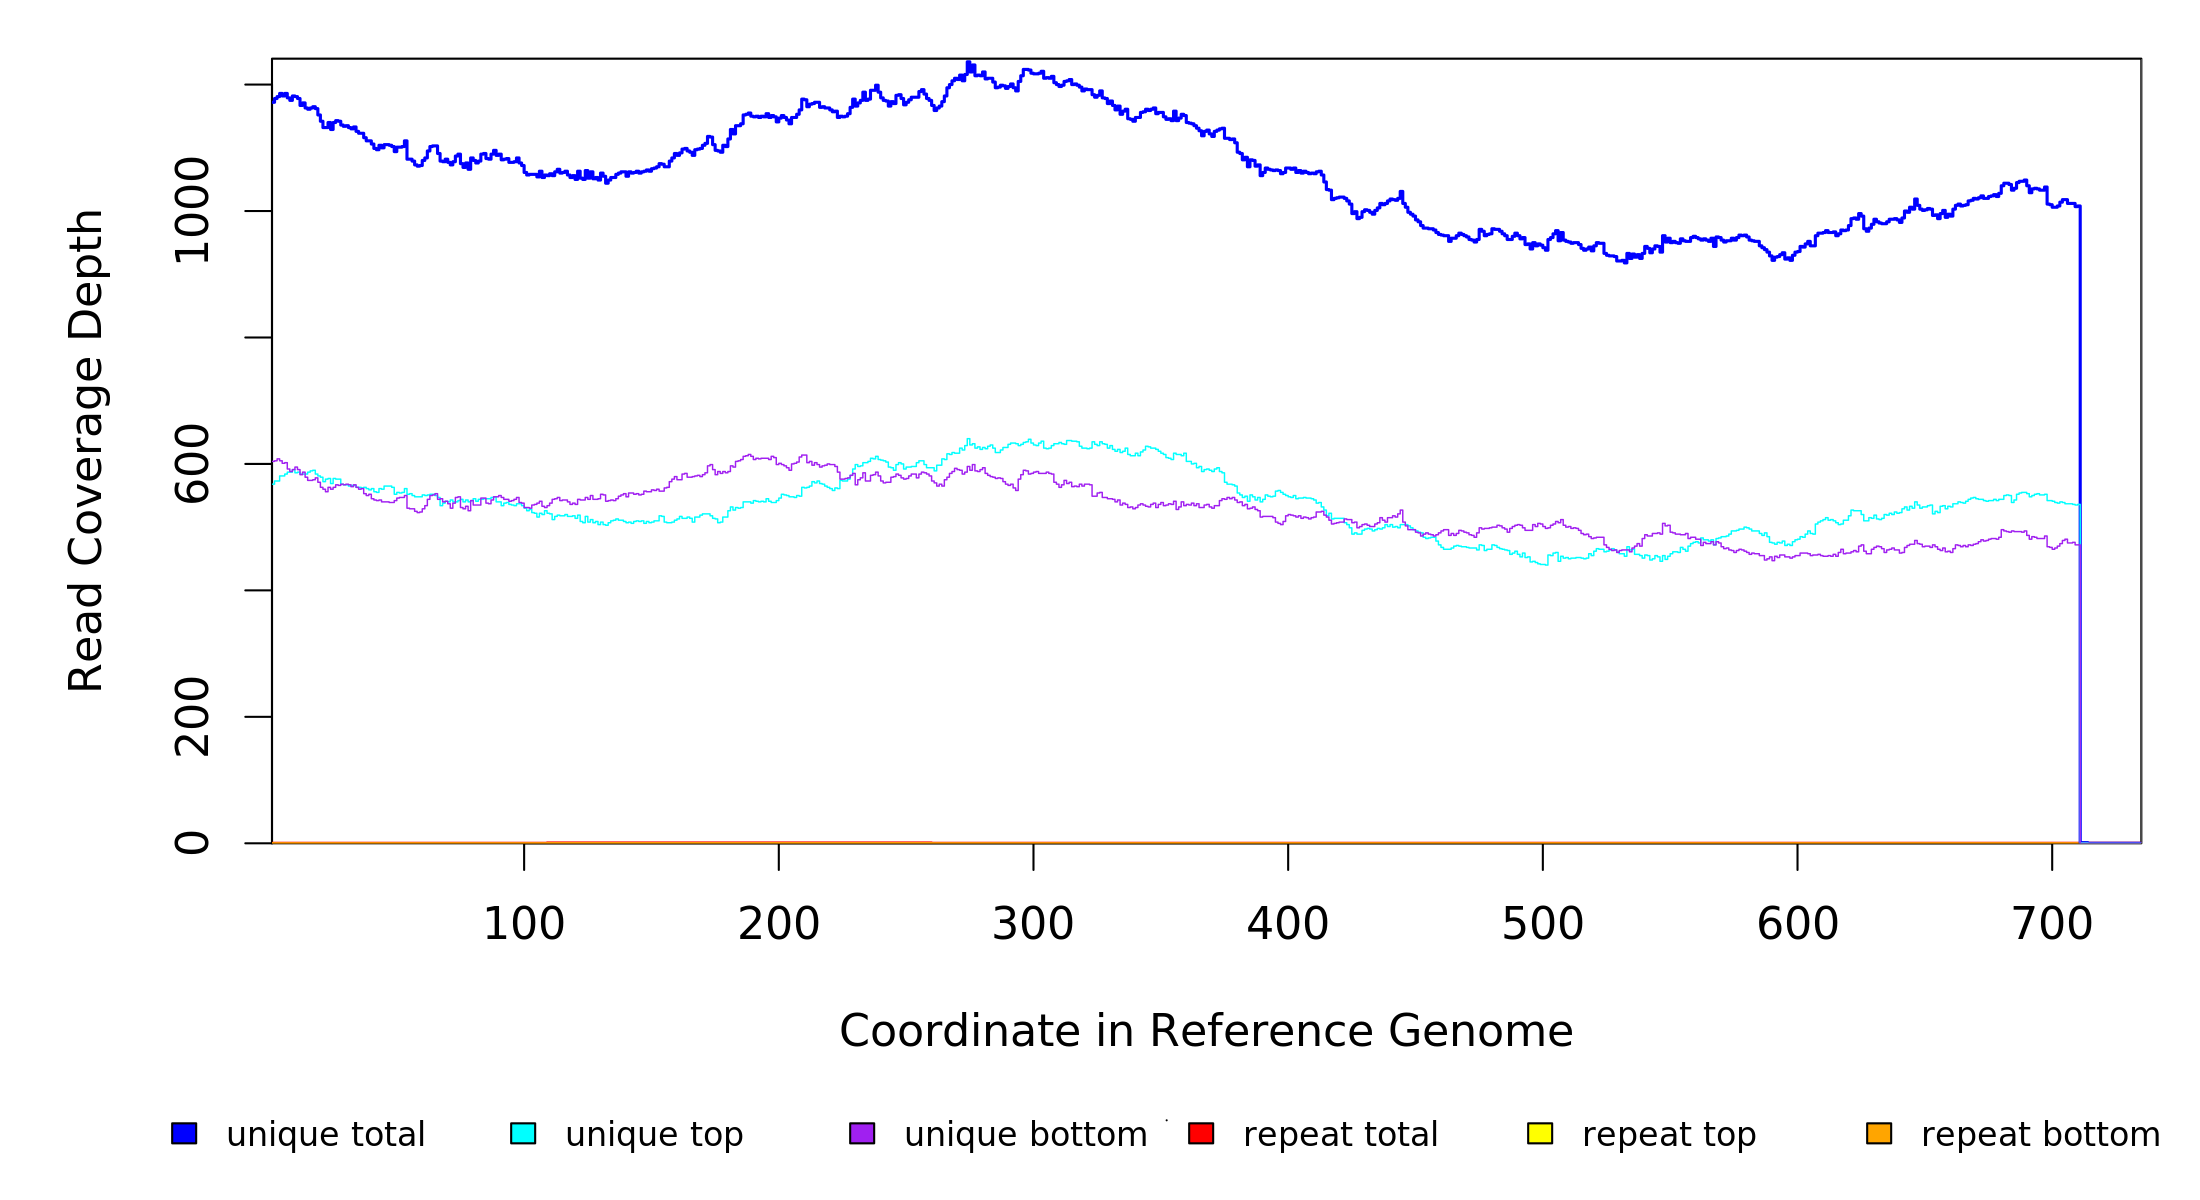 Read Coverage Depth
1000
600
200
0
100 200 300 400 500 600 700
Coordinate in Reference Genome
unique total unique top unique bottom repeat total repeat top repeat bottom